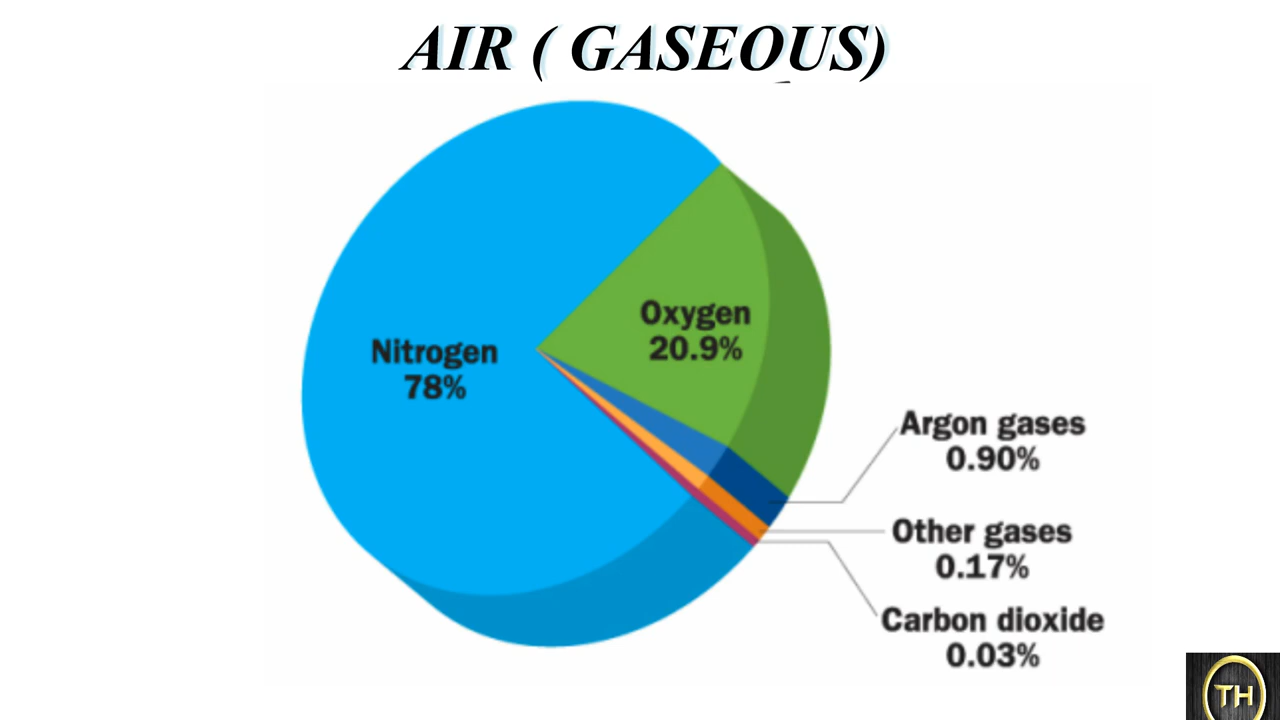 AIR ( GASEOUS)
Nitrogen
78%
Oxygen
20.9%
Argon gases
0.90%
Other gases
0.17%
Carbon dioxide
0.03%
TH